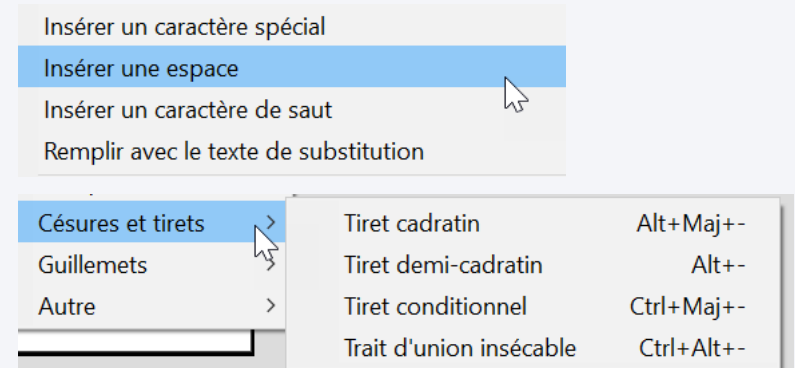 Insérer un caractère spécial
Insérer une espace
Insérer un caractère de saut
Remplir avec le texte de substitution
Césures et tirets > Tiret cadratin Alt+Maj+-
Guillemets > Tiret demi-cadratin Alt+-
Autre > Tiret conditionnel Ctrl+Maj+-
Trait d'union insécable Ctrl+Alt+-